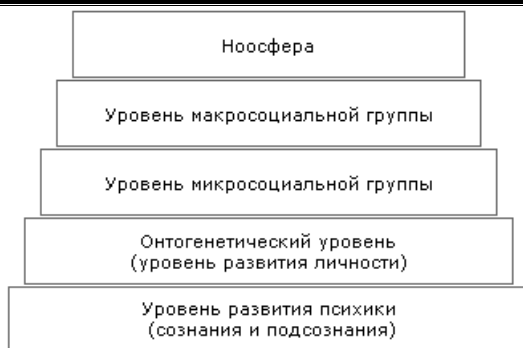 Ноосфера
Уровень макросоциальной группы
Уровень микросоциальной группы
Онтогенетический уровень
(уровень развития личности)
Уровень развития психики
(сознания и подсознания)